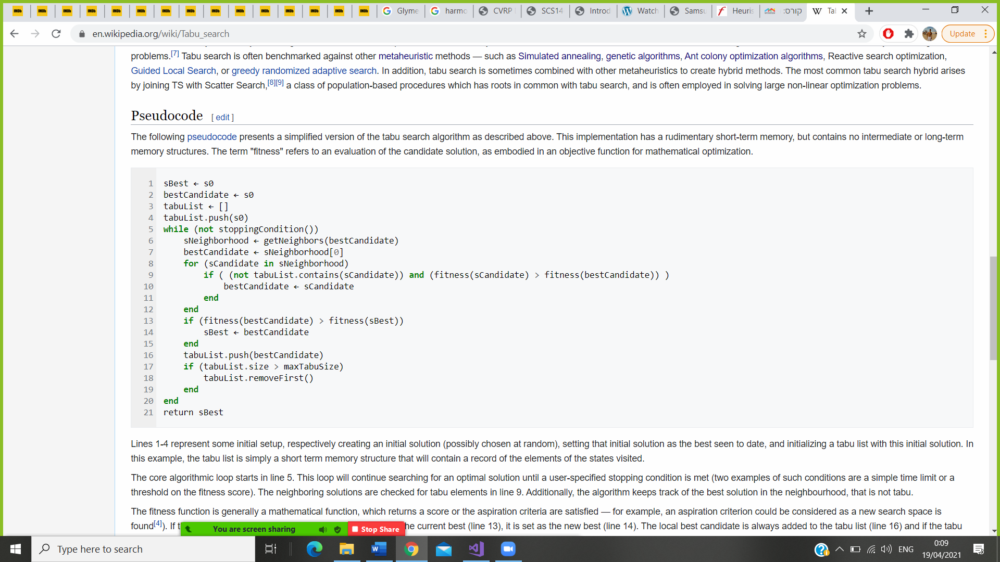 IMDb IMDb IMDb IMDb IMDb IMDb IMDb IMDb IMDb IMDb IMDb IMDb IMDb IMDb IMDb G Glyme G harmo CVRP SCS14 Introd Watch Samsu f Heuris קורס: W Tal
en.wikipedia.org/wiki/Tabu_search Update
problems.[7] Tabu search is often benchmarked against other metaheuristic methods — such as Simulated annealing, genetic algorithms, Ant colony optimization algorithms, Reactive search optimization,
Guided Local Search, or greedy randomized adaptive search. In addition, tabu search is sometimes combined with other metaheuristics to create hybrid methods. The most common tabu search hybrid arises
by joining TS with Scatter Search,[8][9] a class of population-based procedures which has roots in common with tabu search, and is often employed in solving large non-linear optimization problems.
Pseudocode [ edit ]
The following pseudocode presents a simplified version of the tabu search algorithm as described above. This implementation has a rudimentary short-term memory, but contains no intermediate or long-term
memory structures. The term "fitness" refers to an evaluation of the candidate solution, as embodied in an objective function for mathematical optimization.
1 sBest ← s0
2 bestCandidate ← s0
3 tabuList ← []
4 tabuList.push(s0)
5 while (not stoppingCondition())
6 sNeighborhood ← getNeighbors(bestCandidate)
7 bestCandidate ← sNeighborhood[0]
8 for (sCandidate in sNeighborhood)
9 if ( (not tabuList.contains(sCandidate)) and (fitness(sCandidate) > fitness(bestCandidate)) )
10 bestCandidate ← sCandidate
11 end
12 end
13 if (fitness(bestCandidate) > fitness(sBest))
14 sBest ← bestCandidate
15 end
16 tabuList.push(bestCandidate)
17 if (tabuList.size > maxTabuSize)
18 tabuList.removeFirst()
19 end
20 end
21 return sBest
Lines 1-4 represent some initial setup, respectively creating an initial solution (possibly chosen at random), setting that initial solution as the best seen to date, and initializing a tabu list with this initial solution. In
this example, the tabu list is simply a short term memory structure that will contain a record of the elements of the states visited.
The core algorithmic loop starts in line 5. This loop will continue searching for an optimal solution until a user-specified stopping condition is met (two examples of such conditions are a simple time limit or a
threshold on the fitness score). The neighboring solutions are checked for tabu elements in line 9. Additionally, the algorithm keeps track of the best solution in the neighbourhood, that is not tabu.
The fitness function is generally a mathematical function, which returns a score or the aspiration criteria are satisfied — for example, an aspiration criterion could be considered as a new search space is
found[4]). If t You are screen sharing Stop Share he current best (line 13), it is set as the new best (line 14). The local best candidate is always added to the tabu list (line 16) and if the tabu
Type here to search ENG 0:09
19/04/2021